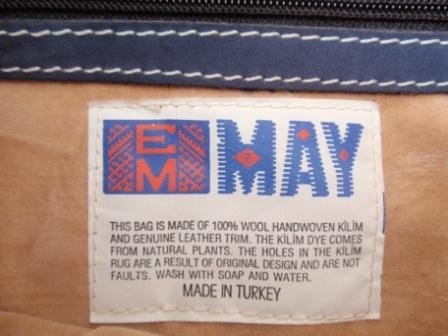 EM MAY
THIS BAG IS MADE OF 100% WOOL HANDWOVEN KİLİM
AND GENUINE LEATHER TRIM. THE KİLİM DYE COMES
FROM NATURAL PLANTS. THE HOLES IN THE KİLİM
RUG ARE A RESULT OF ORIGINAL DESIGN AND ARE NOT
FAULTS. WASH WITH SOAP AND WATER.
MADE IN TURKEY